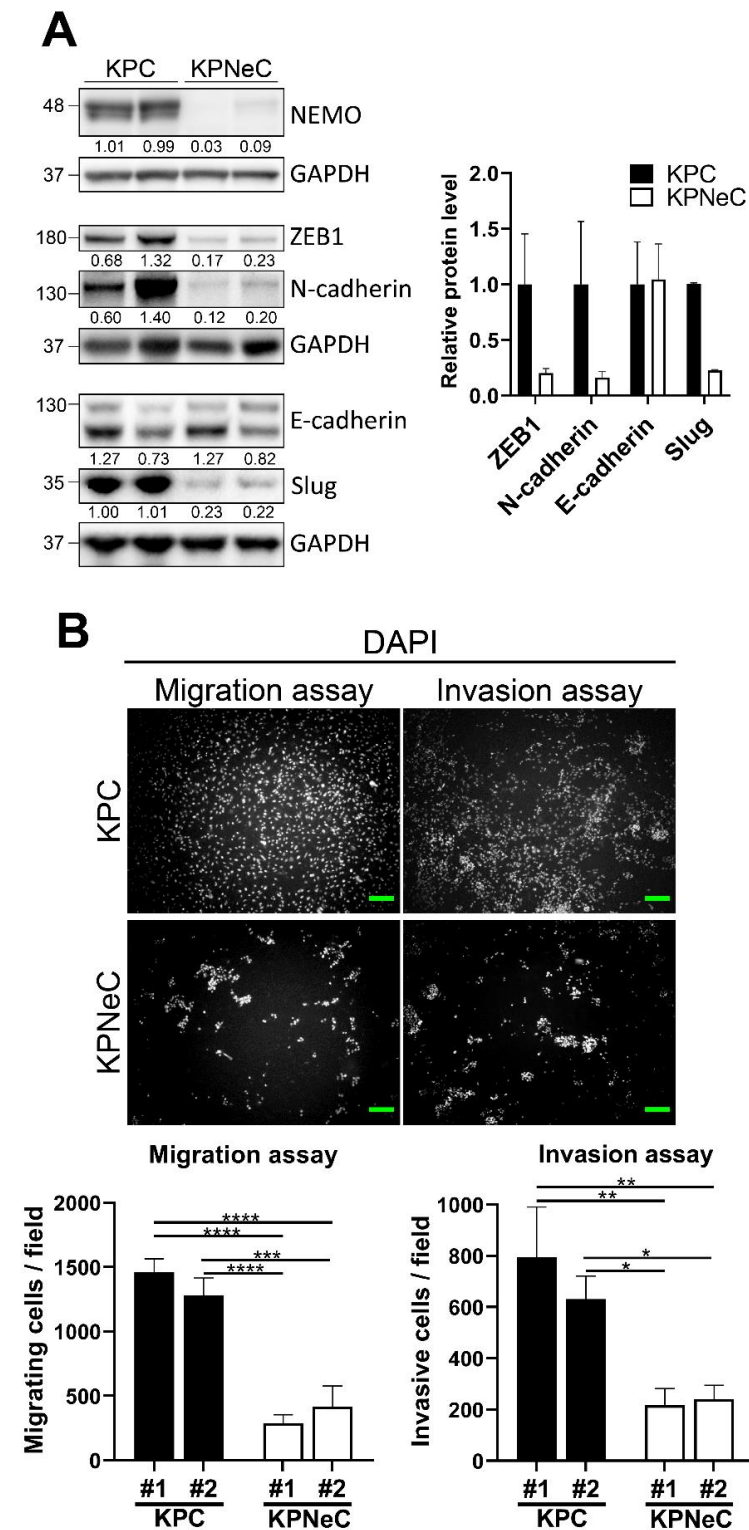 A
KPC KPNeC
48 NEMO
1.01 0.99 0.03 0.09
37 GAPDH
180 ZEB1
0.68 1.32 0.17 0.23
130 N-cadherin
0.60 1.40 0.12 0.20
37 GAPDH
130 E-cadherin
1.27 0.73 1.27 0.82
35 Slug
1.00 1.01 0.23 0.22
37 GAPDH
Relative protein level
2.0
1.5
1.0
0.5
0.0
KPC
KPNeC
ZEB1
N-cadherin
E-cadherin
Slug
B
DAPI
Migration assay Invasion assay
KPC
KPNeC
Migration assay
Migrating cells / field
2000
1500
1000
500
0
****
****
***
****
#1 #2 #1 #2
KPC KPNeC
Invasion assay
Invasive cells / field
1000
800
600
400
200
0
**
**
*
*
#1 #2 #1 #2
KPC KPNeC